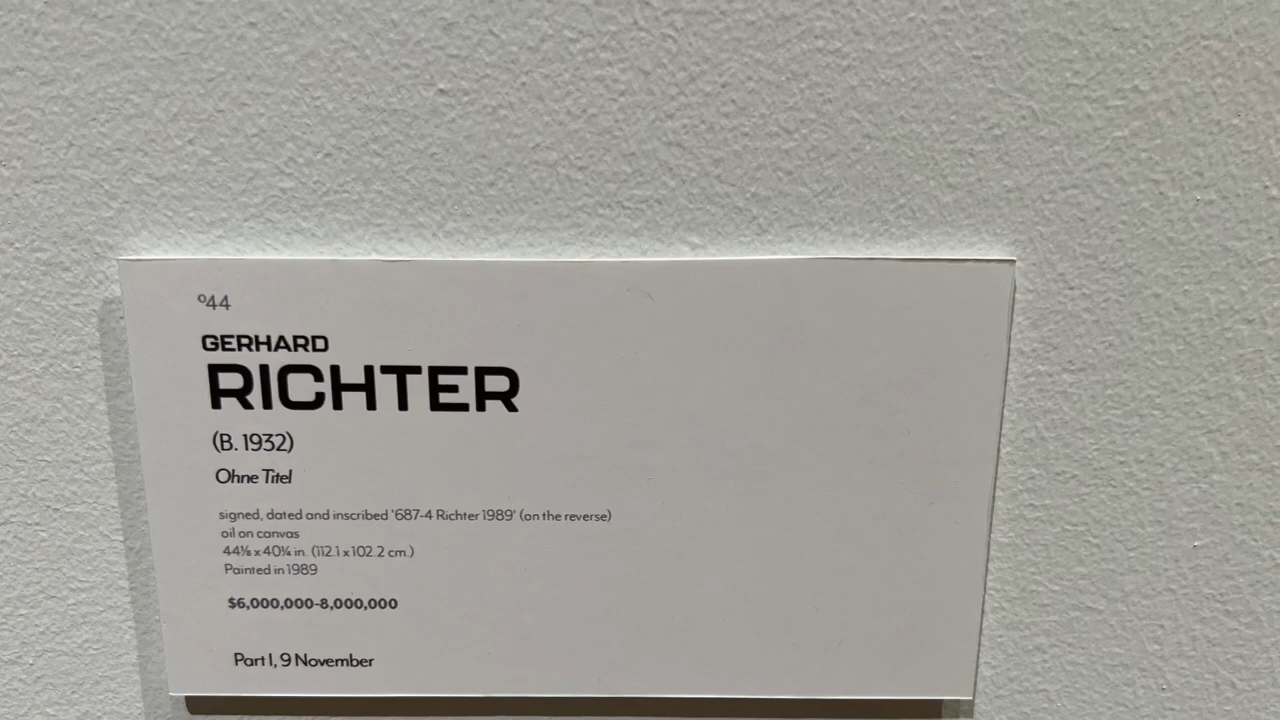 º44
GERHARD
RICHTER
(B. 1932)
Ohne Titel
signed, dated and inscribed '687-4 Richter 1989' (on the reverse)
oil on canvas
44⅛ x 40¼ in. (112.1 x 102.2 cm.)
Painted in 1989
$6,000,000-8,000,000
Part I, 9 November